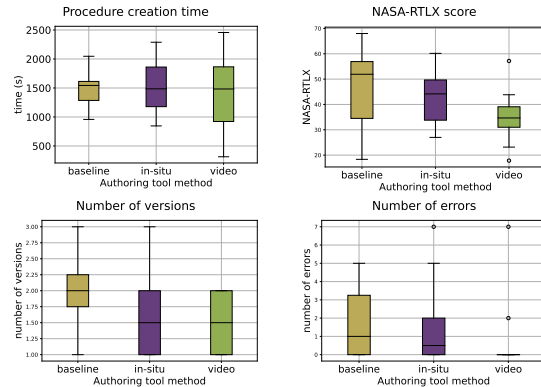 Procedure creation time
2500
2000
1500
1000
500
time (s)
baseline in-situ video
Authoring tool method
NASA-RTLX score
70
60
50
40
30
20
NASA-RTLX
baseline in-situ video
Authoring tool method
Number of versions
3.00
2.75
2.50
2.25
2.00
1.75
1.50
1.25
1.00
number of versions
baseline in-situ video
Authoring tool method
Number of errors
7
6
5
4
3
2
1
0
number of errors
baseline in-situ video
Authoring tool method